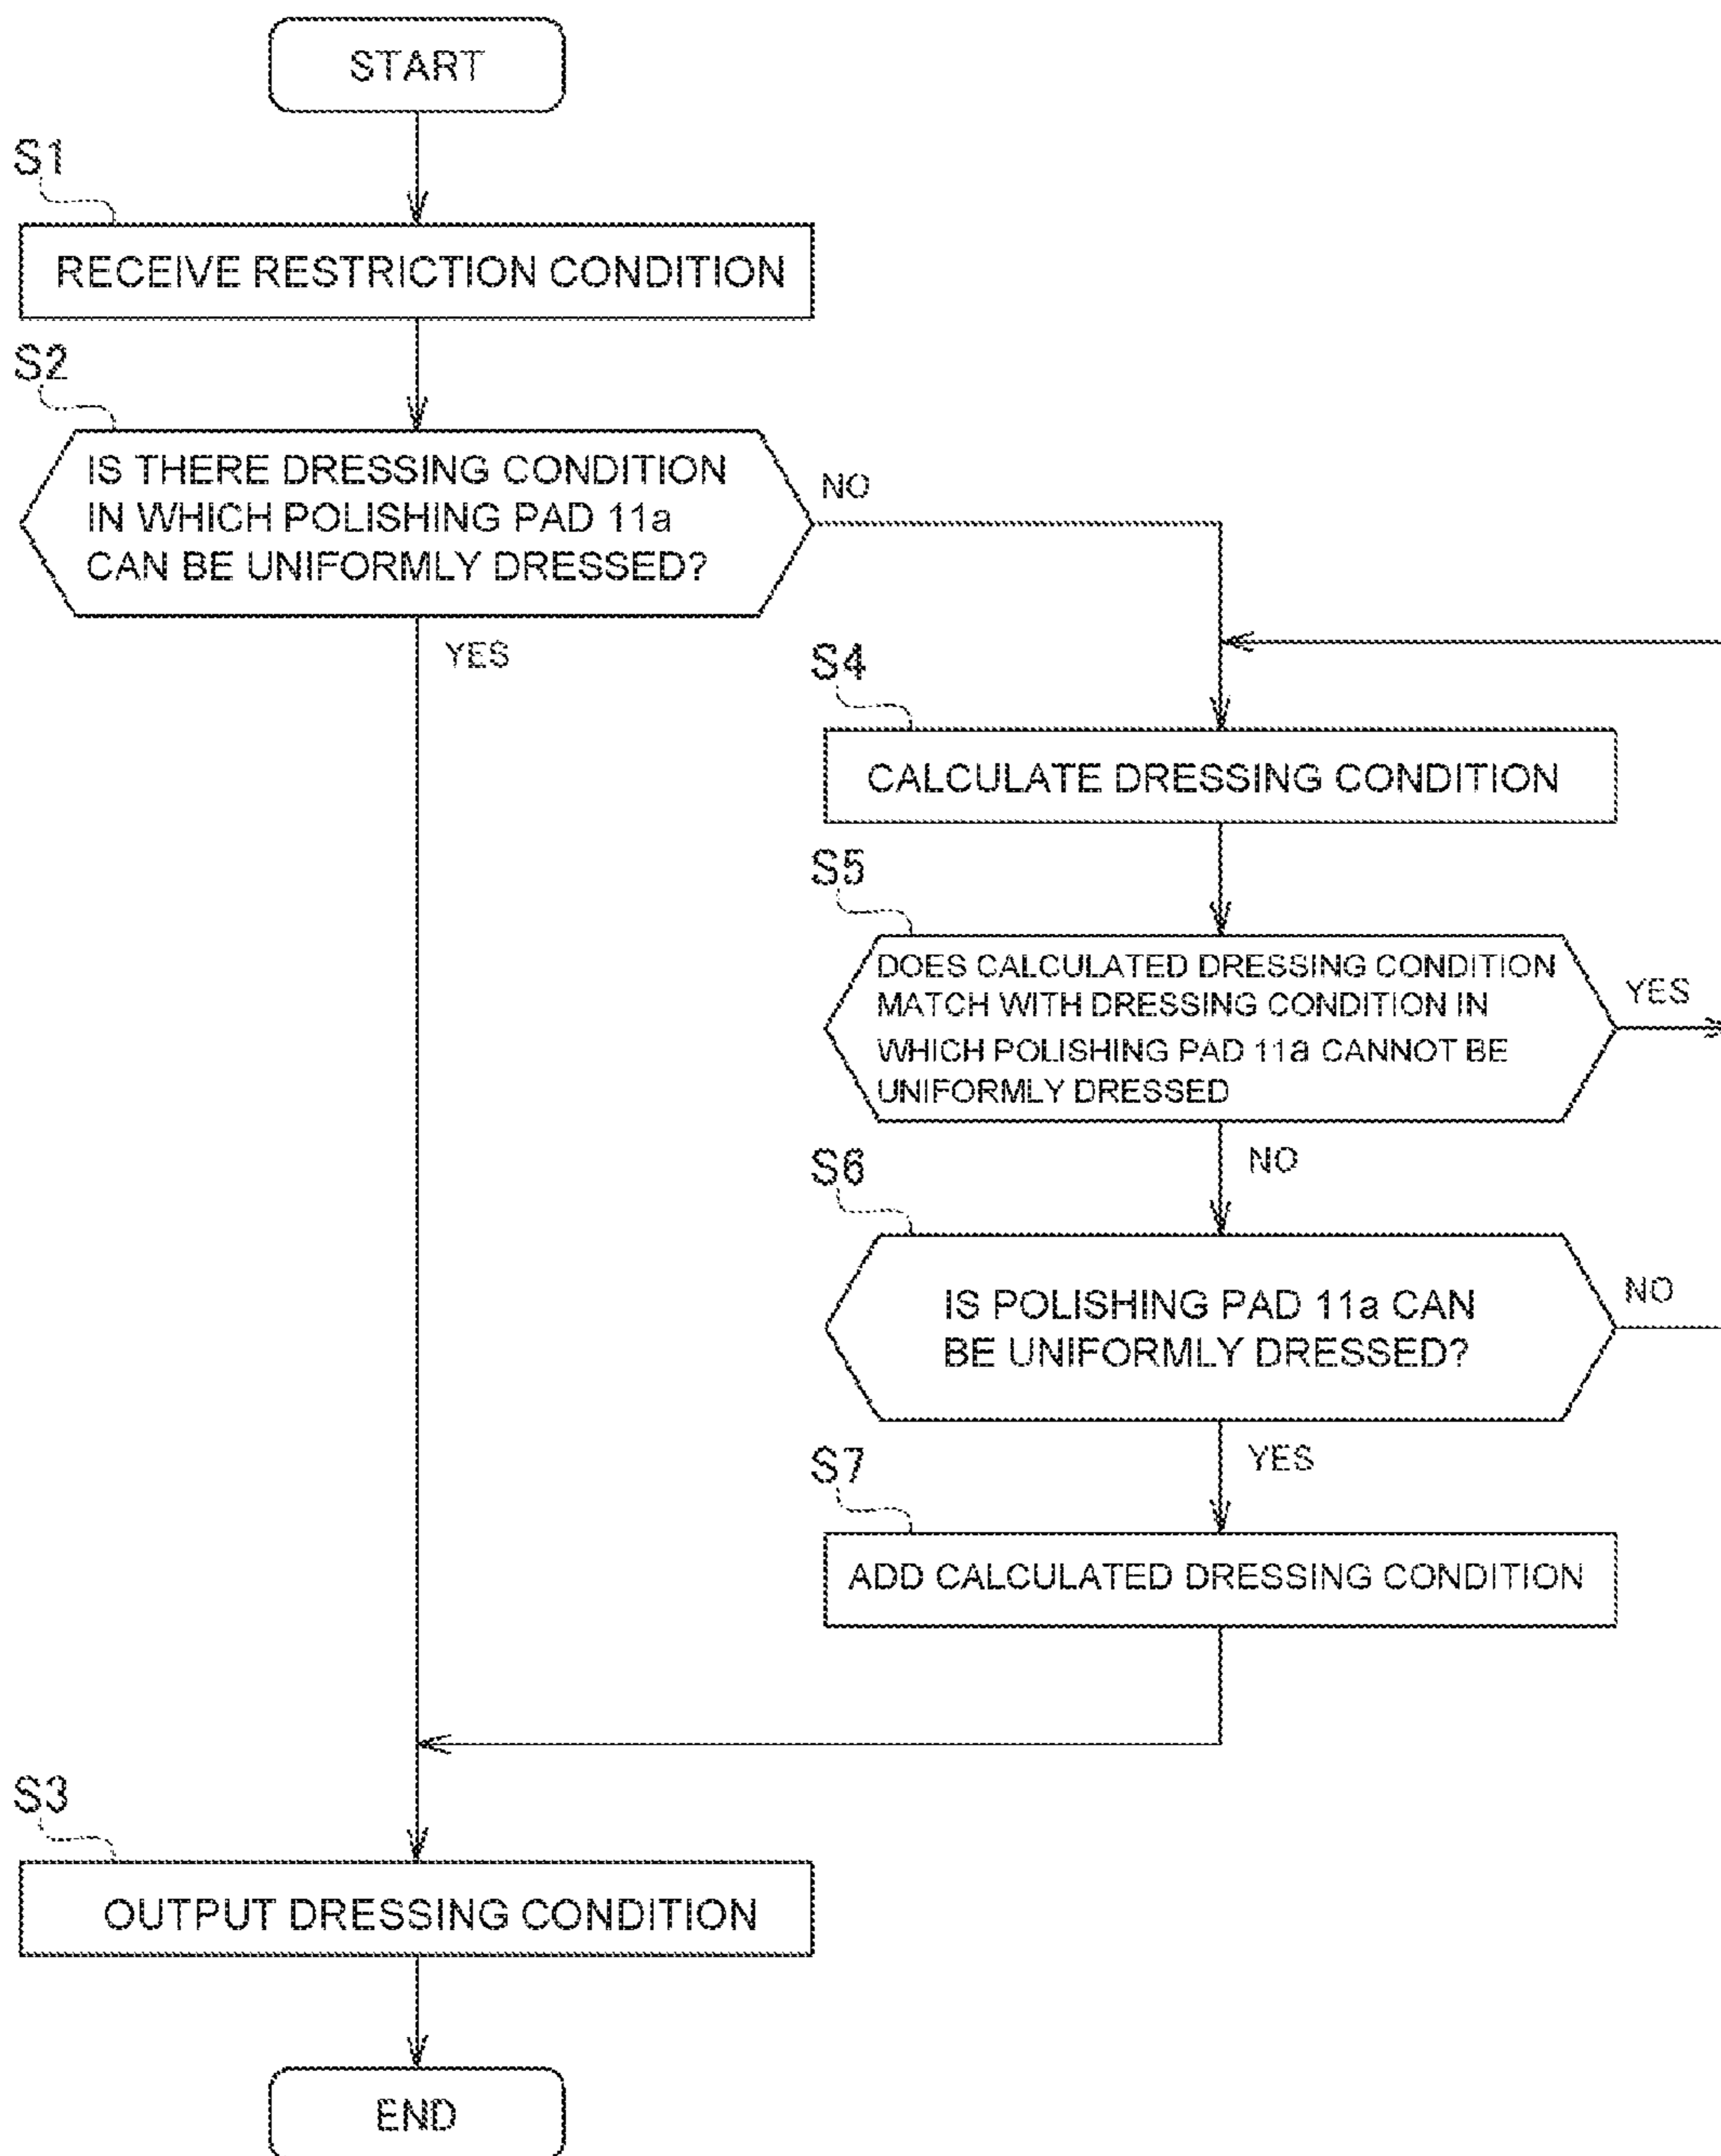 START
S1
RECEIVE RESTRICTION CONDITION
S2
IS THERE DRESSING CONDITION
IN WHICH POLISHING PAD 11a
CAN BE UNIFORMLY DRESSED?
NO
YES
S4
CALCULATE DRESSING CONDITION
S5
DOES CALCULATED DRESSING CONDITION
MATCH WITH DRESSING CONDITION IN
WHICH POLISHING PAD 11a CANNOT BE
UNIFORMLY DRESSED
YES
NO
S6
IS POLISHING PAD 11a CAN
BE UNIFORMLY DRESSED?
NO
YES
S7
ADD CALCULATED DRESSING CONDITION
S3
OUTPUT DRESSING CONDITION
END